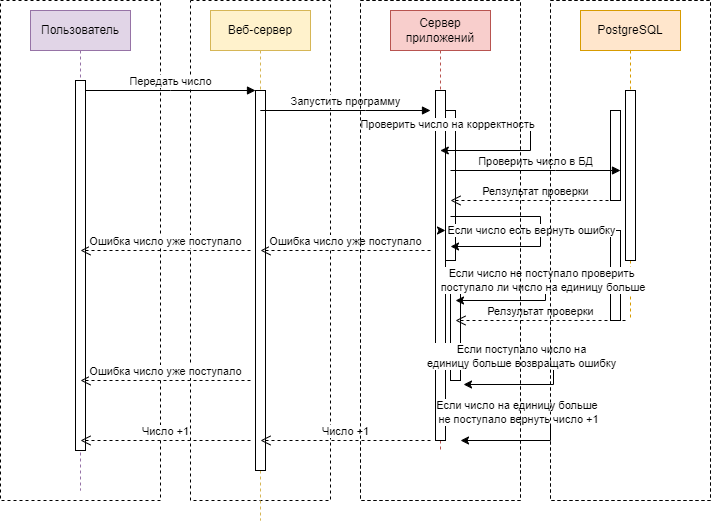 Пользователь
Веб-сервер
Сервер
приложений
PostgreSQL
Передать число
Запустить программу
Проверить число на корректность
Проверить число в БД
Релзультат проверки
Если число есть вернуть ошибку
Ошибка число уже поступало
Ошибка число уже поступало
Если число не поступало проверить
поступало ли число на единицу больше
Релзультат проверки
Если поступало число на
единицу больше возвращать ошибку
Ошибка число уже поступало
Если число на единицу больше
не поступало вернуть число +1
Число +1
Число +1